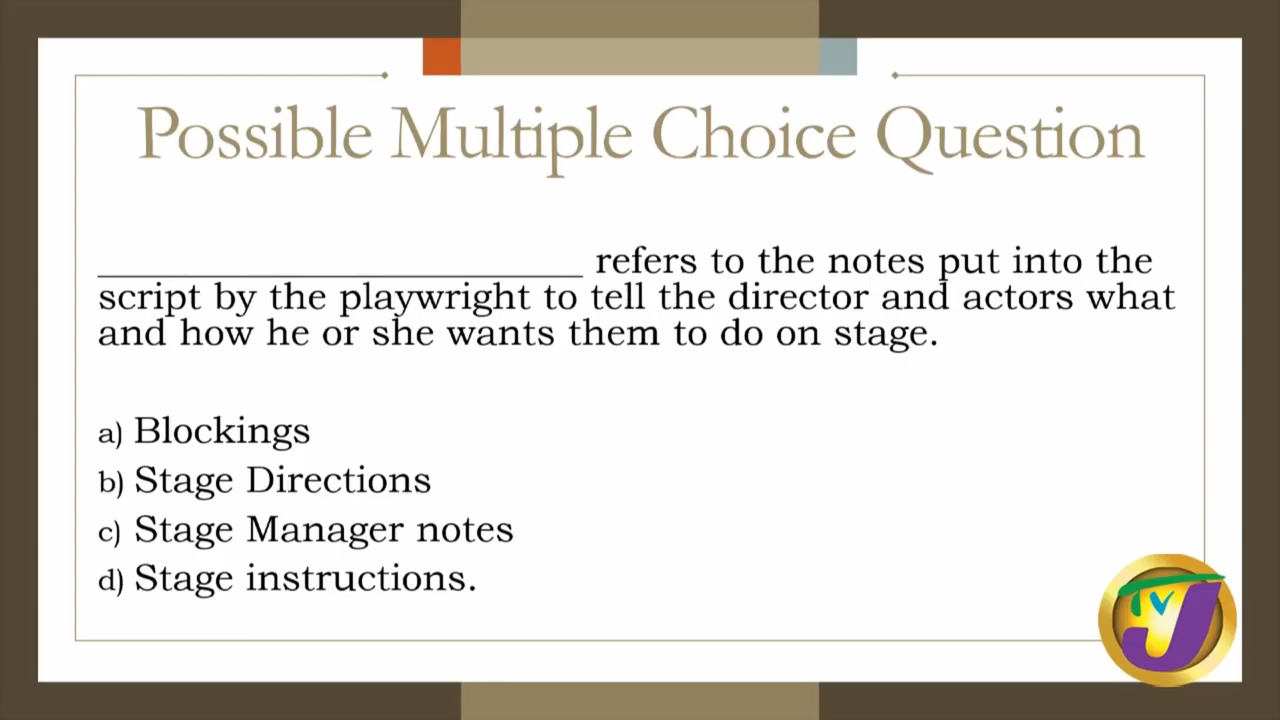 Possible Multiple Choice Question
______________________ refers to the notes put into the
script by the playwright to tell the director and actors what
and how he or she wants them to do on stage.
a) Blockings
b) Stage Directions
c) Stage Manager notes
d) Stage instructions.
TVJ